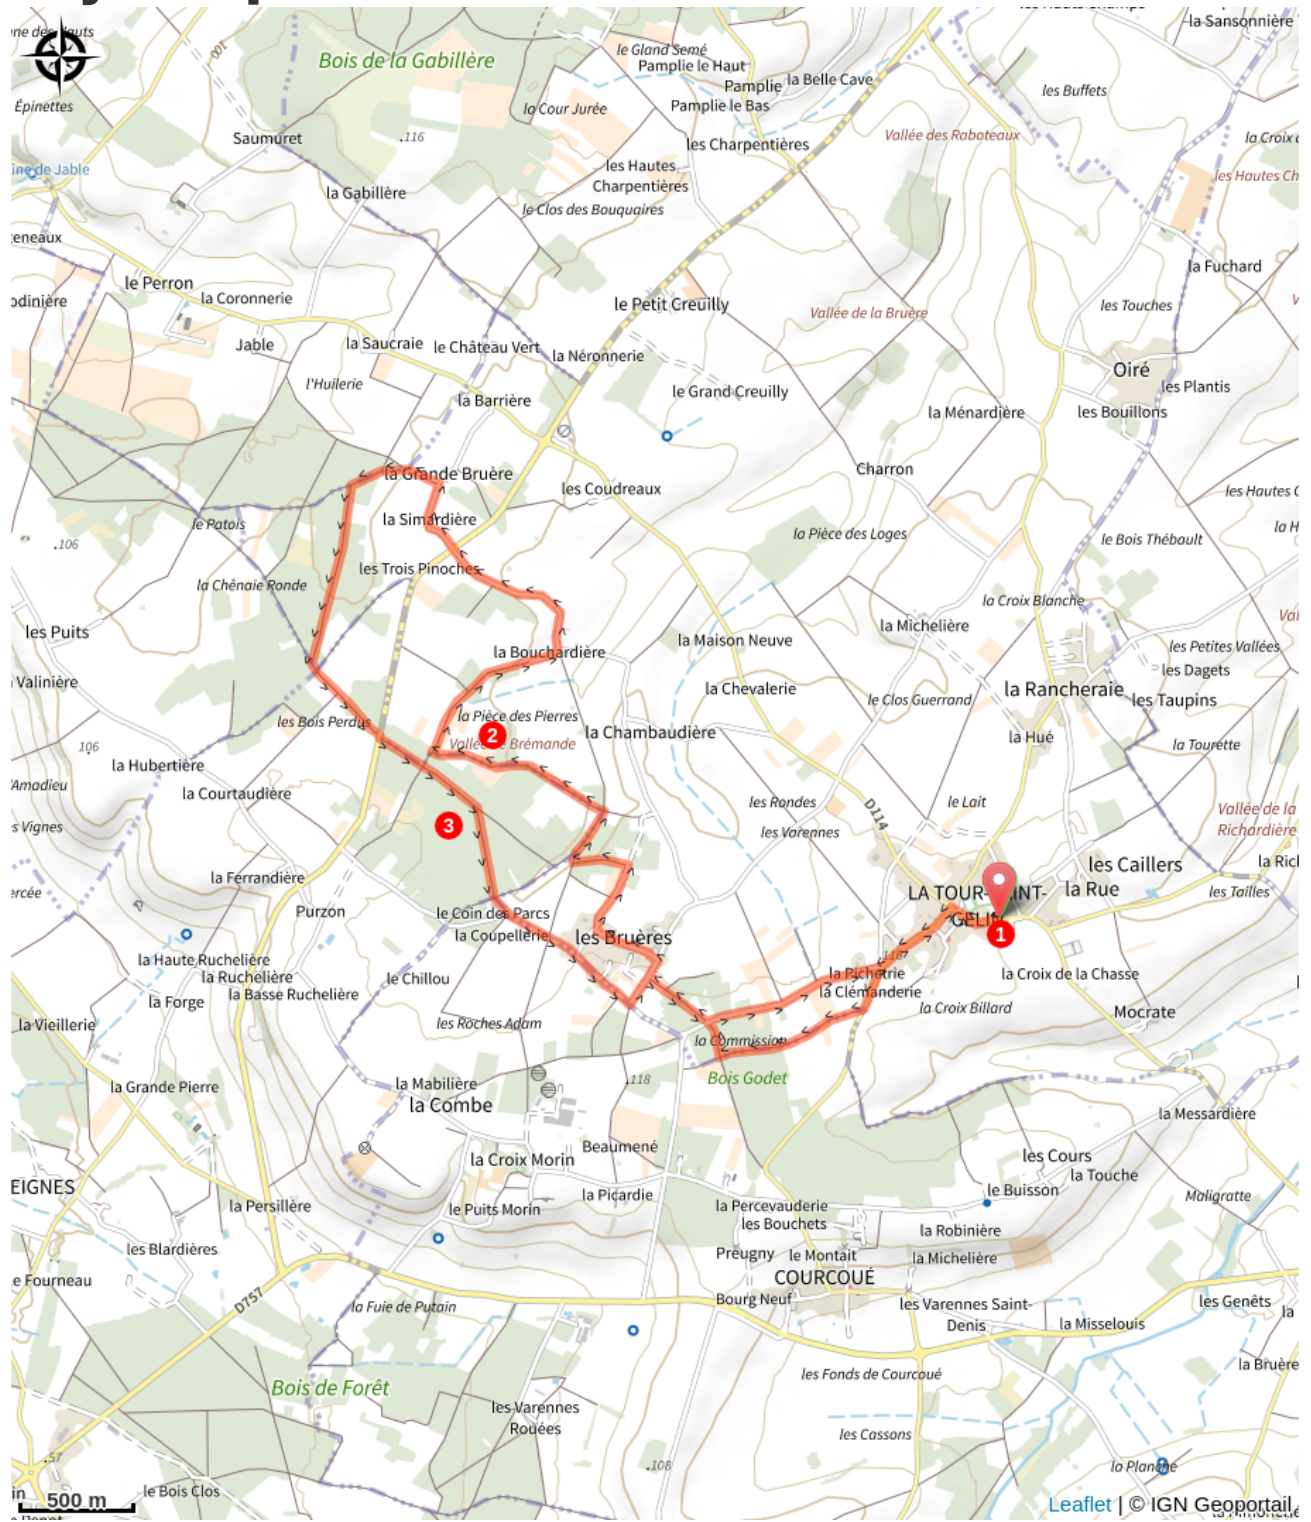 la Sansonnière
le Gland Semé
Bois de la Gabillère
Pamplie le Haut
Pamplie
la Belle Cave
les Buffets
Épinettes
la Cour Jurée
Pamplie le Bas
100
Saumuret
116
les Charpentières
Vallée des Raboteaux
les Hautes
Charpentières
la Gabillère
le Clos des Bouquaires
la Fuchard
le Perron
la Coronnerie
le Petit Creuilly
Vallée de la Bruère
les Touches
Jable
la Saucraie
le Château Vert
la Néronnerie
Oiré
l'Huilerie
le Grand Creuilly
les Plantis
la Barrière
la Ménardière
les Bouillons
la Grande Bruère
Charron
les Coudreaux
la Simardière
le Patois
la Pièce des Loges
le Bois Thébault
106
les Trois Pinoches
la Chênaie Ronde
la Croix Blanche
les Puits
la Michelière
la Maison Neuve
la Bouchardière
les Petites Vallées
les Dagets
Valinière
la Chevalerie
le Clos Guerrand
la Rancheraie
les Taupins
les Bois Perdus
la Pièce des Pierres
2
la Chambaudière
la Hué
la Tourette
106
la Hubertière
la Courtaudière
les Rondes
D114
le Lait
Vallée de la
Richardière
3
les Varennes
les Caillers
la Ferrandière
LA TOUR-SAINT-
GELIN
la Rue
les Tailles
1
Purzon
le Coin des Parcs
la Coupellerie
les Bruères
la Haute Ruchelière
la Ruchelière
la Basse Ruchelière
le Chillou
la Pichetrie
la Clémanderie
la Croix de la Chasse
la Forge
la Croix Billard
Mocrate
la Vieillerie
les Roches Adam
la Commission
Bois Godet
118
la Grande Pierre
la Mabilière
la Combe
la Messardière
Beaumené
la Croix Morin
les Cours
la Touche
EIGNES
la Picardie
le Buisson
la Persillère
le Puits Morin
la Percevauderie
les Bouchets
Maligratte
la Robinière
les Blardières
Preugny
le Montait
la Michelière
COURCOUÉ
e Fourneau
D757
la Fuie de Putain
Bourg Neuf
les Varennes Saint-
Denis
la Misselouis
les Genêts
la
la Bruère
Bois de Forêt
les Fonds de Courcoué
les Varennes
Rouées
les Cassons
57
108
la Planche
le Bois Clos
500 m
Leaflet | © IGN Geoportail